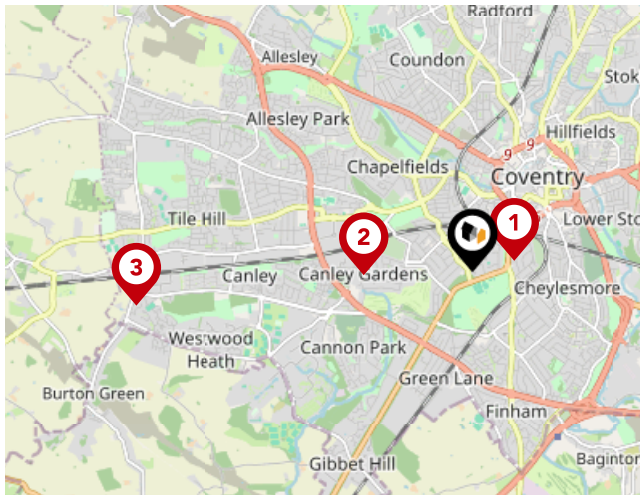 Radford
Allesley
Coundon
Stok
Allesley Park
9
9
Hillfields
Chapelfields
Coventry
1
Tile Hill
2
Lower Sto
3
Canley
Canley Gardens
Cheylesmore
Westwood
Heath
Cannon Park
Green Lane
Burton Green
Finham
Gibbet Hill
Baginton